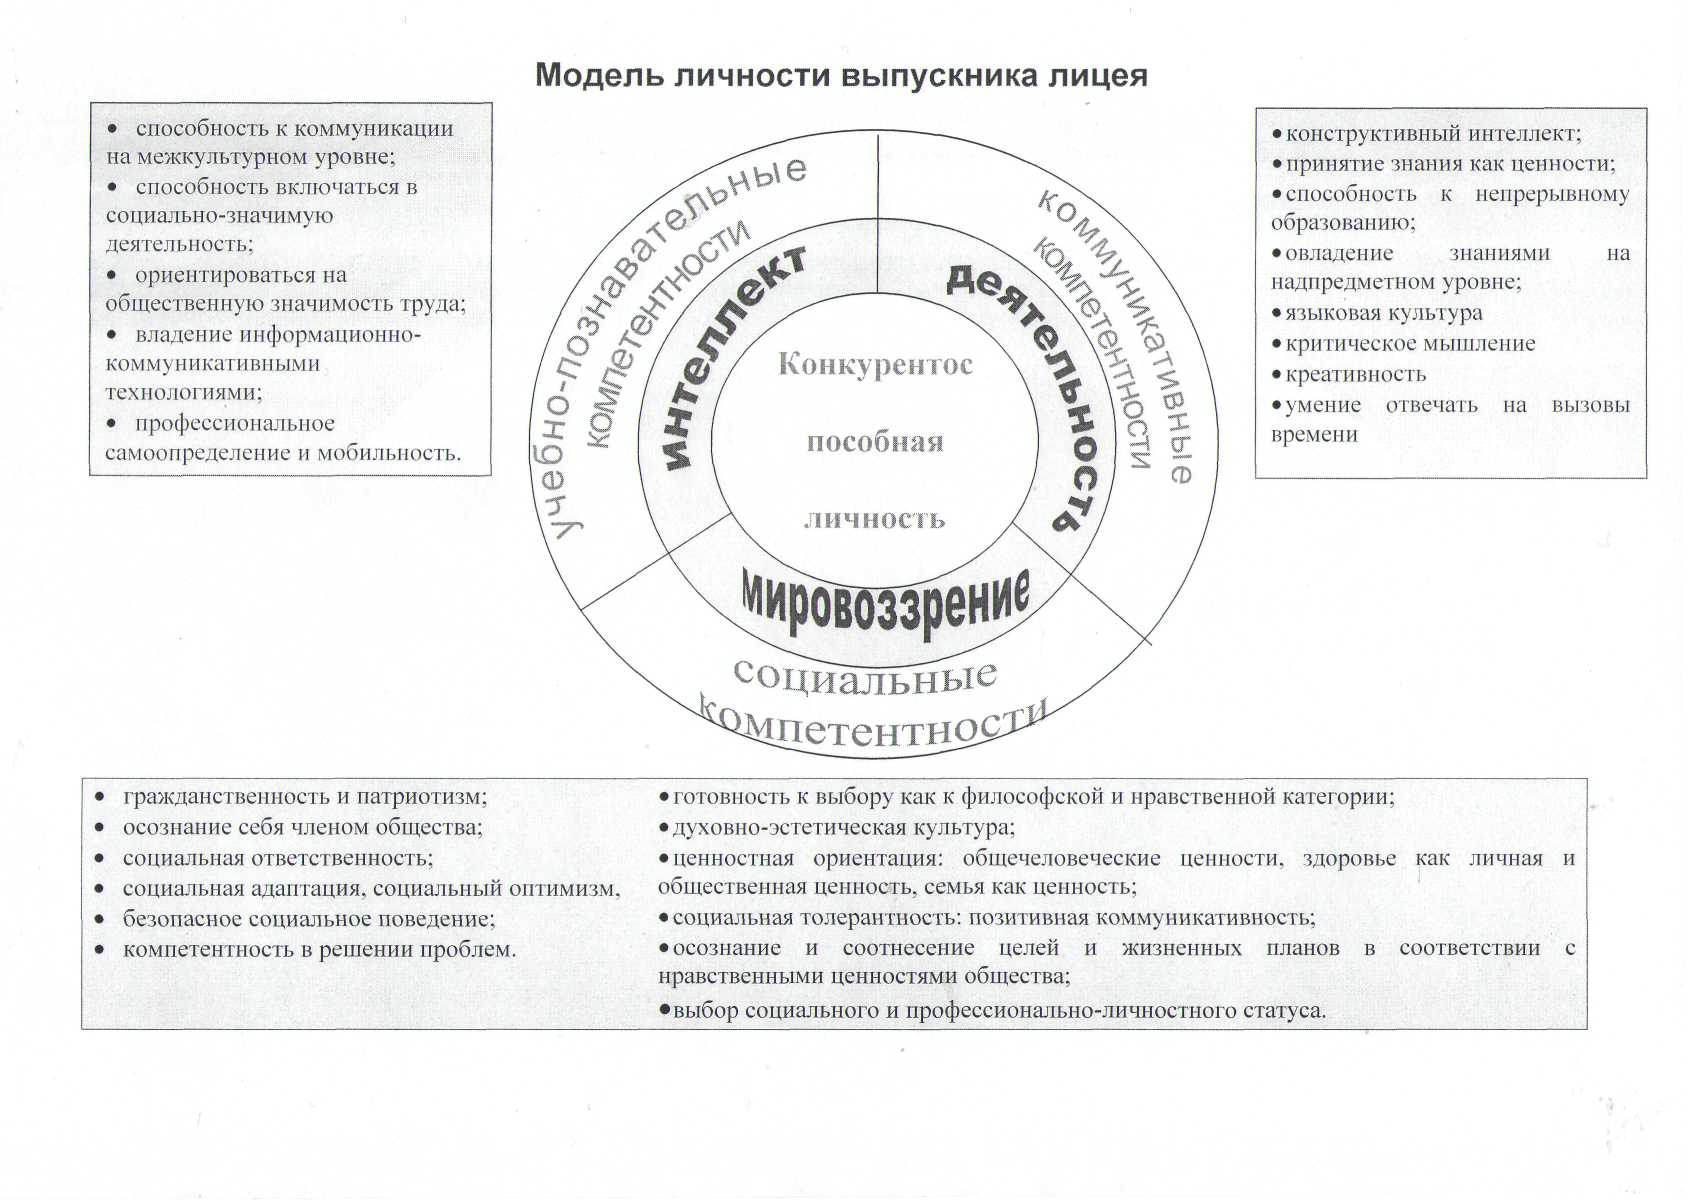 Модель личности выпускника лицея
• способность к коммуникации
на межкультурном уровне;
• способность включаться в
социально-значимую
деятельность;
• ориентироваться на
общественную значимость труда;
• владение информационно-
коммуникативными
технологиями;
• профессиональное
самоопределение и мобильность.
учебно-познавательные
компетентности
интеллект
коммуникативные
компетентности
деятельность
Конкурентос
пособная
личность
мировоззрение
социальные
компетентности
• конструктивный интеллект;
• принятие знания как ценности;
• способность к непрерывному
образованию;
• овладение знаниями на
надпредметном уровне;
• языковая культура
• критическое мышление
• креативность
• умение отвечать на вызовы
времени
• гражданственность и патриотизм;
• осознание себя членом общества;
• социальная ответственность;
• социальная адаптация, социальный оптимизм,
• безопасное социальное поведение;
• компетентность в решении проблем.
• готовность к выбору как к философской и нравственной категории;
• духовно-эстетическая культура;
• ценностная ориентация: общечеловеческие ценности, здоровье как личная и
общественная ценность, семья как ценность;
• социальная толерантность: позитивная коммуникативность;
• осознание и соотнесение целей и жизненных планов в соответствии с
нравственными ценностями общества;
• выбор социального и профессионально-личностного статуса.